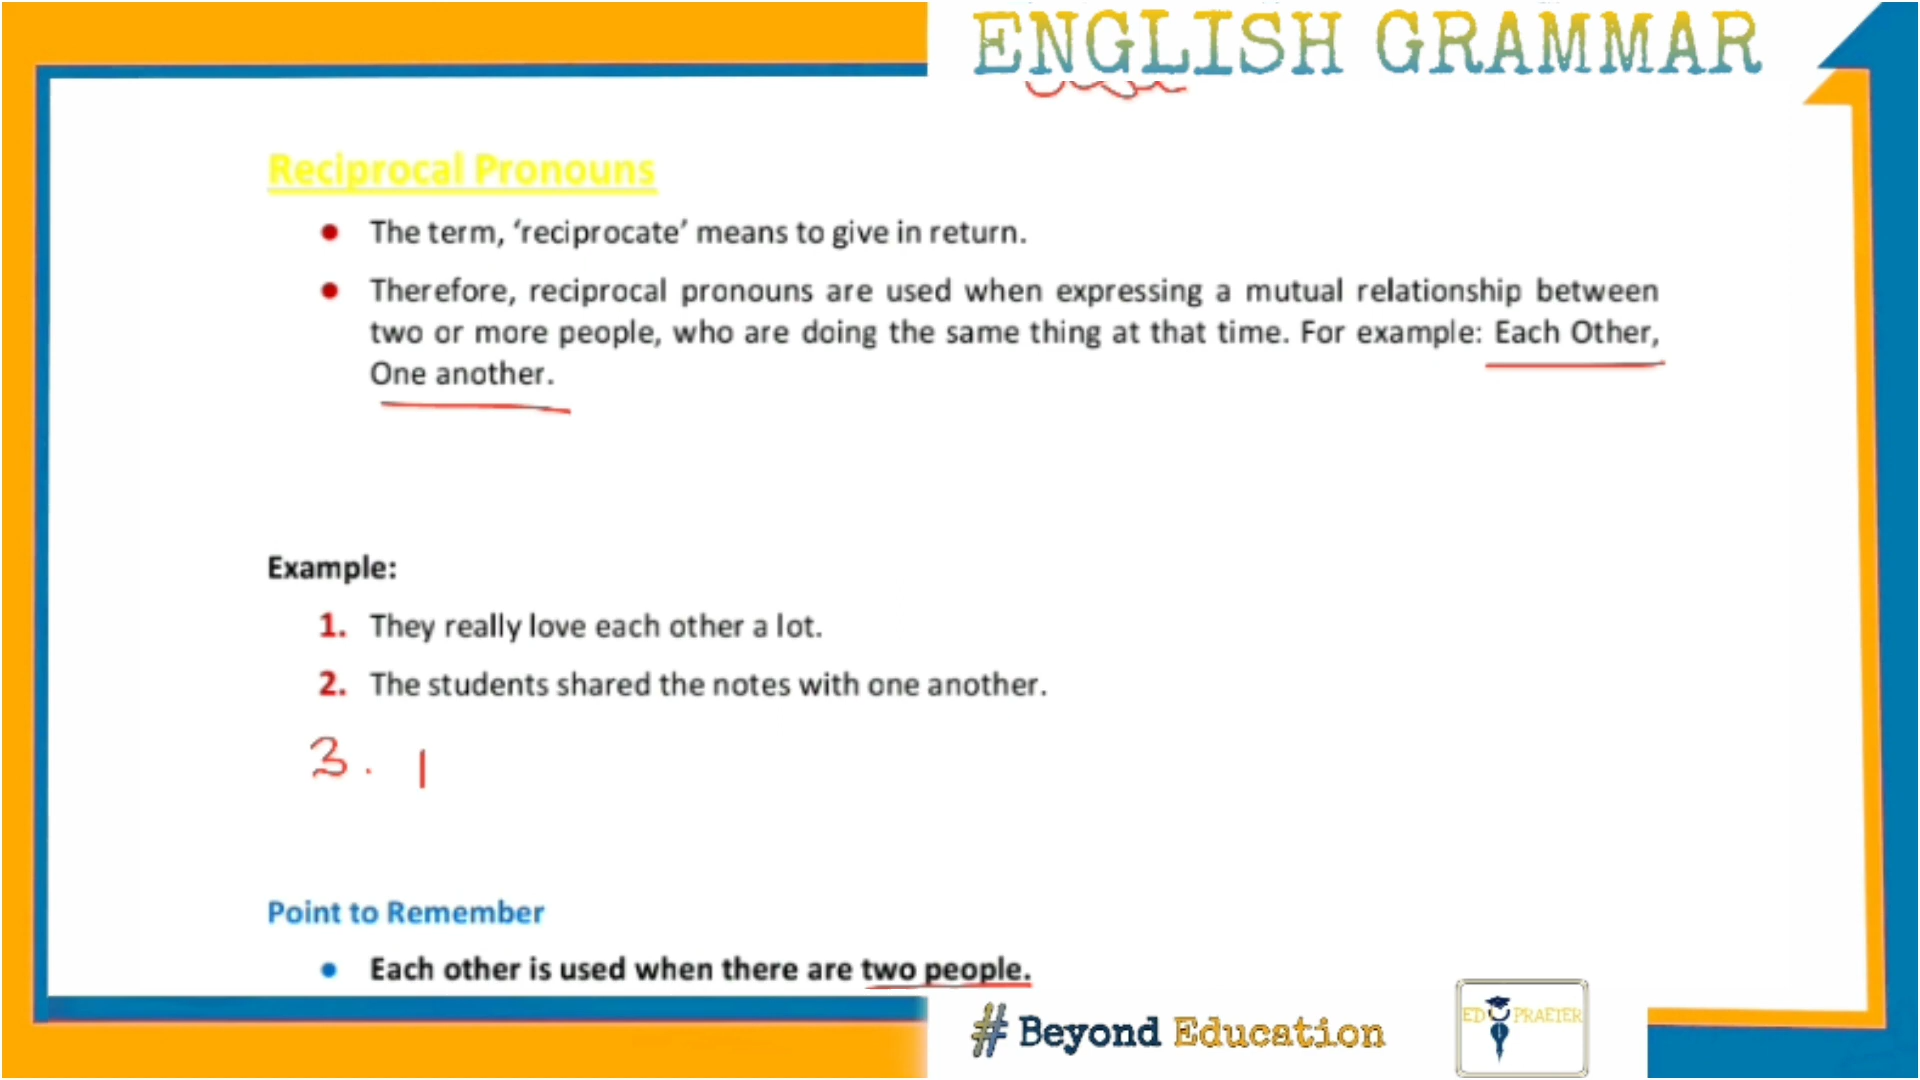 ENGLISH GRAMMAR
Reciprocal Pronouns
● The term, ‘reciprocate’ means to give in return.
● Therefore, reciprocal pronouns are used when expressing a mutual relationship between
two or more people, who are doing the same thing at that time. For example: Each Other,
One another.
Example:
1. They really love each other a lot.
2. The students shared the notes with one another.
3. |
Point to Remember
● Each other is used when there are two people.
# Beyond Education
EDUPRAETER